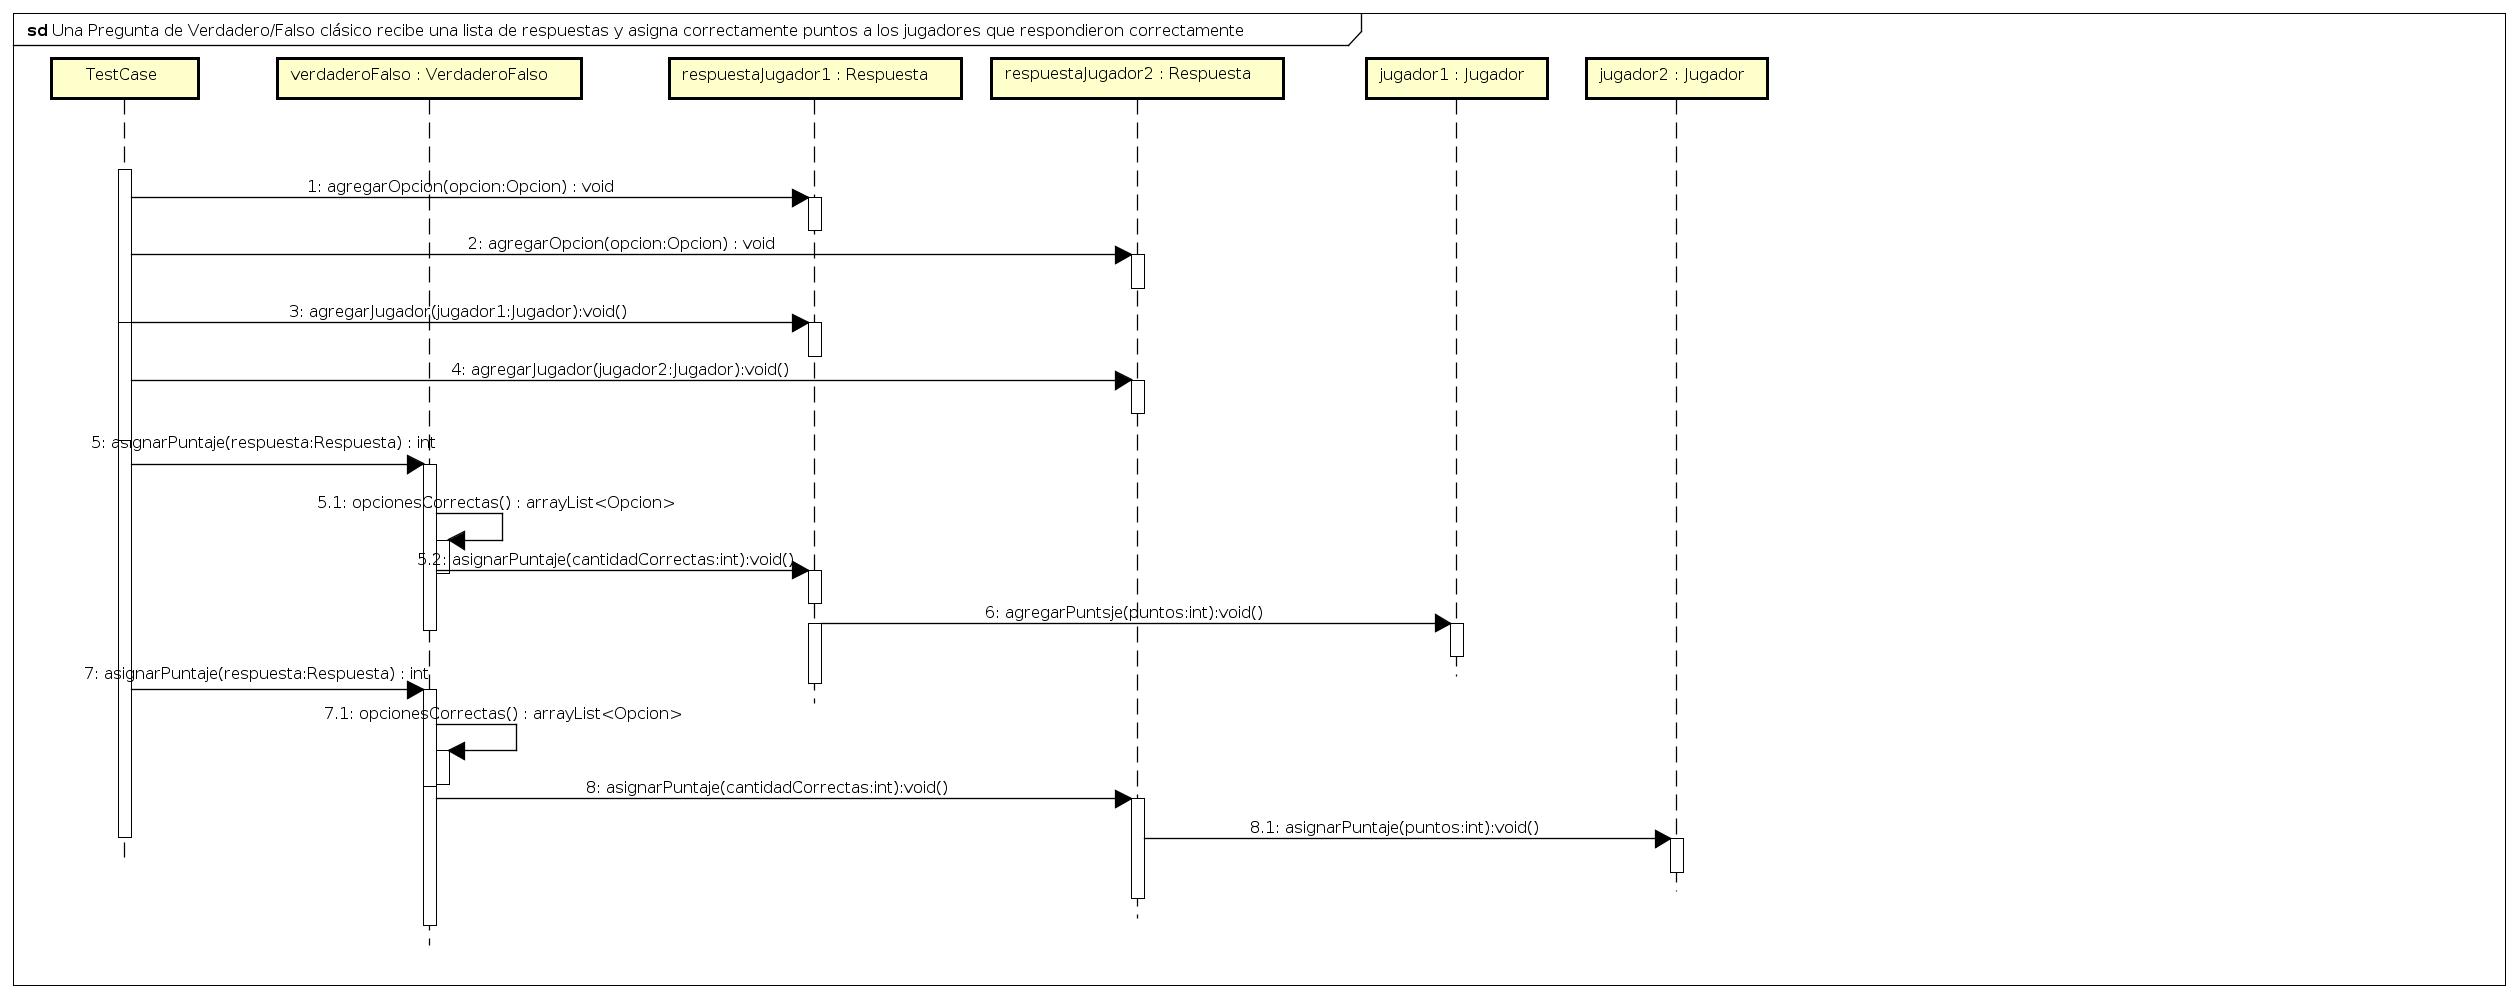 sd Una Pregunta de Verdadero/Falso clásico recibe una lista de respuestas y asigna correctamente puntos a los jugadores que respondieron correctamente
TestCase
verdaderoFalso : VerdaderoFalso
respuestaJugador1 : Respuesta
respuestaJugador2 : Respuesta
jugador1 : Jugador
jugador2 : Jugador
1: agregarOpcion(opcion:Opcion) : void
2: agregarOpcion(opcion:Opcion) : void
3: agregarJugador(jugador1:Jugador):void()
4: agregarJugador(jugador2:Jugador):void()
5: asignarPuntaje(respuesta:Respuesta) : int
5.1: opcionesCorrectas() : arrayList<Opcion>
5.2: asignarPuntaje(cantidadCorrectas:int):void()
6: agregarPuntsje(puntos:int):void()
7: asignarPuntaje(respuesta:Respuesta) : int
7.1: opcionesCorrectas() : arrayList<Opcion>
8: asignarPuntaje(cantidadCorrectas:int):void()
8.1: asignarPuntaje(puntos:int):void()